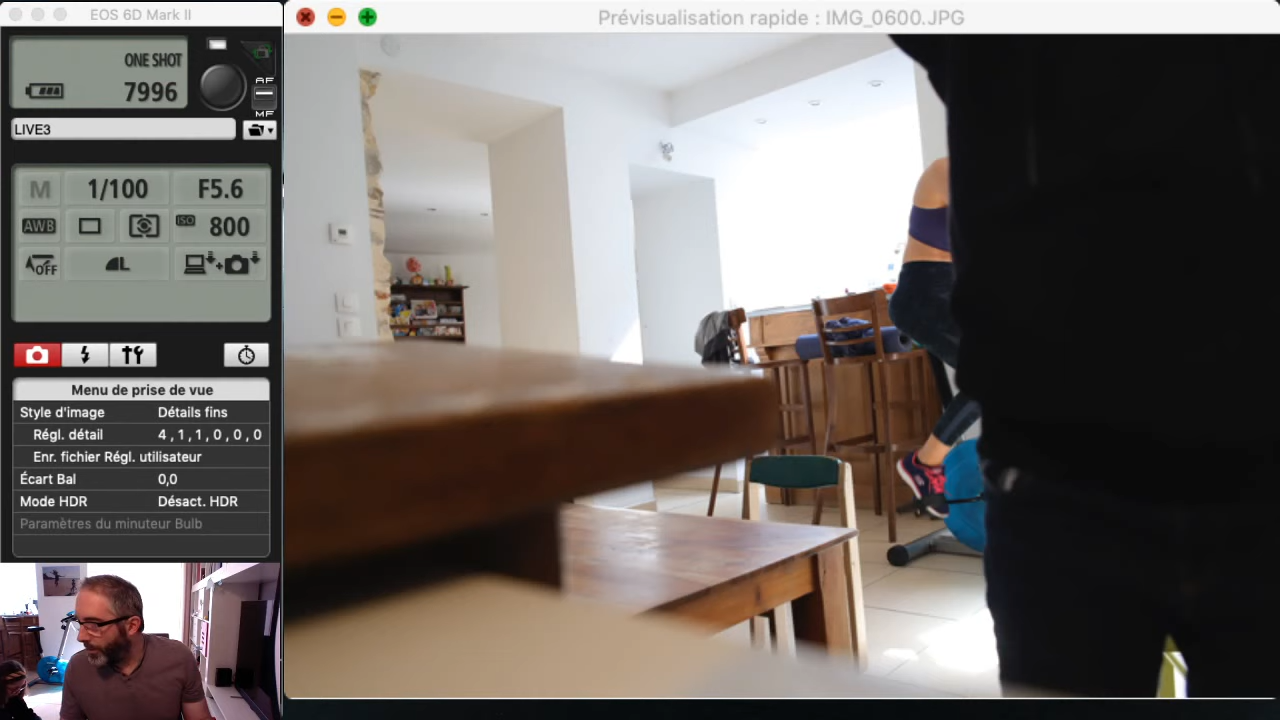 EOS 6D Mark II
Prévisualisation rapide : IMG_0600.JPG
ONE SHOT
7996
AF
MF
LIVE3
M 1/100 F5.6
AWB ISO 800
OFF L
Menu de prise de vue
Style d'image Détails fins
Régl. détail 4 , 1 , 1 , 0 , 0 , 0
Enr. fichier Régl. utilisateur
Écart Bal 0,0
Mode HDR Désact. HDR
Paramètres du minuteur Bulb